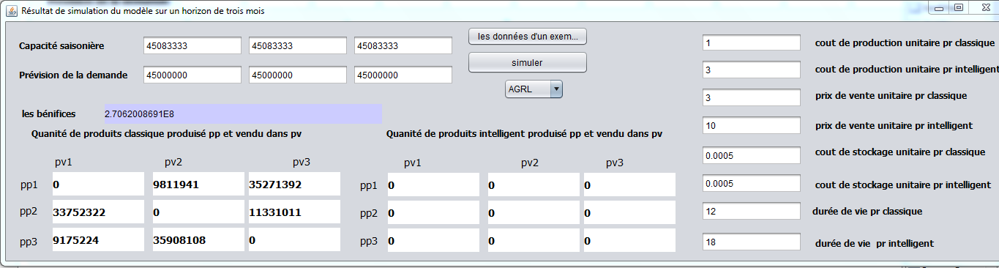 Résultat de simulation du modèle sur un horizon de trois mois
Capacité saisonière 45083333 45083333 45083333 les données d'un exem... 1 cout de production unitaire pr classique
simuler
Prévision de la demande 45000000 45000000 45000000 3 cout de production unitaire pr intelligent
AGRL 3 prix de vente unitaire pr classique
les bénifices 2.7062008691E8
10 prix de vente unitaire pr intelligent
Quanité de produits classique produisé pp et vendu dans pv Quanité de produits intelligent produisé pp et vendu dans pv
0.0005 cout de stockage unitaire pr classique
pv1 pv2 pv3 pv1 pv2 pv3
pp1 0 9811941 35271392 pp1 0 0 0 0.0005 cout de stockage unitaire pr intelligent
pp2 33752322 0 11331011 pp2 0 0 0 12 durée de vie pr classique
pp3 9175224 35908108 0 pp3 0 0 0 18 durée de vie pr intelligent